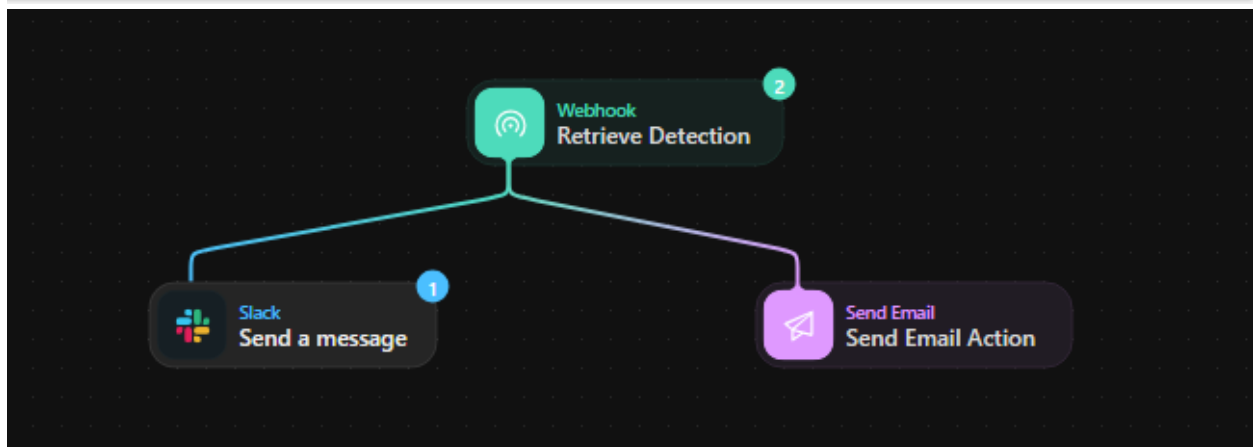 2
Webhook
Retrieve Detection
1
Slack
Send a message
Send Email
Send Email Action